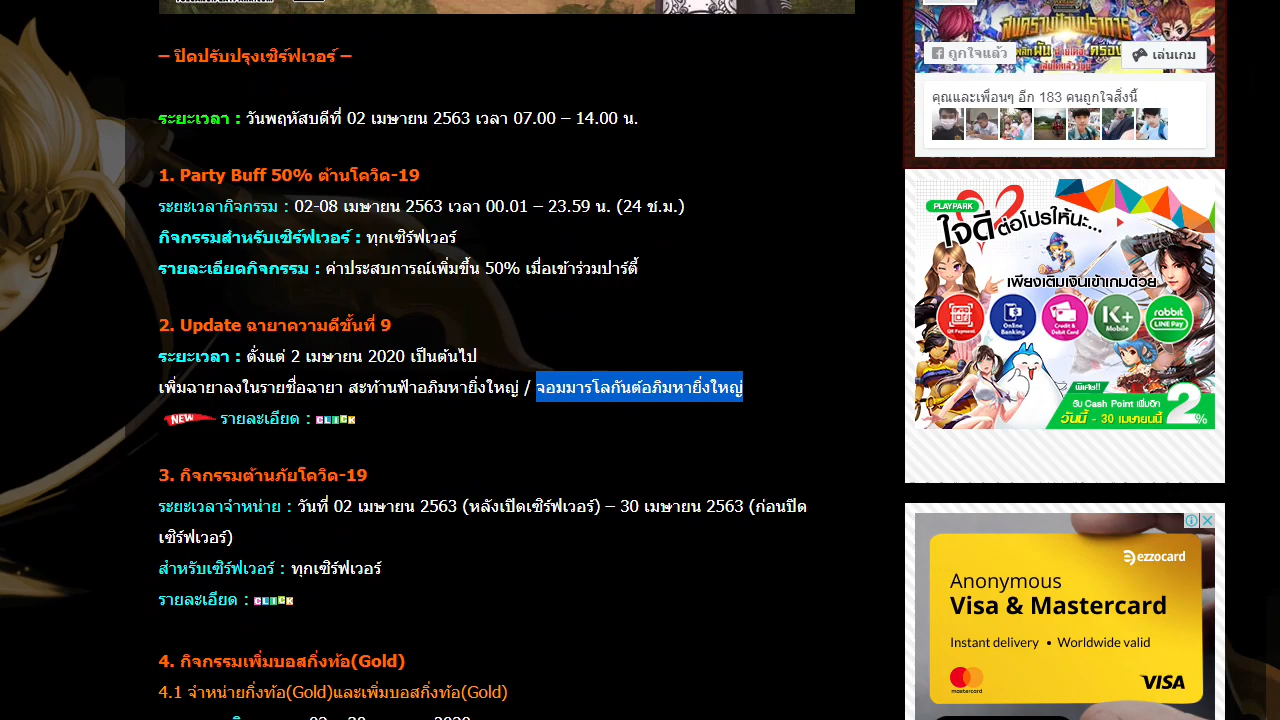 – ปิดปรับปรุงเซิร์ฟเวอร์ –
ระยะเวลา : วันพฤหัสบดีที่ 02 เมษายน 2563 เวลา 07.00 – 14.00 น.
1. Party Buff 50% ต้านโควิด-19
ระยะเวลากิจกรรม : 02-08 เมษายน 2563 เวลา 00.01 – 23.59 น. (24 ช.ม.)
กิจกรรมสำหรับเซิร์ฟเวอร์ : ทุกเซิร์ฟเวอร์
รายละเอียดกิจกรรม : ค่าประสบการณ์เพิ่มขึ้น 50% เมื่อเข้าร่วมปาร์ตี้
2. Update ฉายาความดีขั้นที่ 9
ระยะเวลา : ตั่งแต่ 2 เมษายน 2020 เป็นต้นไป
เพิ่มฉายาลงในรายชื่อฉายา สะท้านฟ้าอภิมหายิ่งใหญ่ / จอมมารโลกันต์อภิมหายิ่งใหญ่
NEW รายละเอียด : CLICK
3. กิจกรรมต้านภัยโควิด-19
ระยะเวลาจำหน่าย : วันที่ 02 เมษายน 2563 (หลังเปิดเซิร์ฟเวอร์) – 30 เมษายน 2563 (ก่อนปิด
เซิร์ฟเวอร์)
สำหรับเซิร์ฟเวอร์ : ทุกเซิร์ฟเวอร์
รายละเอียด : CLICK
4. กิจกรรมเพิ่มบอสกิ่งท้อ(Gold)
4.1 จำหน่ายกิ่งท้อ(Gold)และเพิ่มบอสกิ่งท้อ(Gold)
สงครามป้อมปราการ
ถูกใจแล้ว
เล่นเกม
คุณและเพื่อนๆ อีก 183 คนถูกใจสิ่งนี้
PLAYPARK
ใจดี ต่อโปรให้นะ...
เพียงเติมเงินเข้าเกมด้วย
QR Payment
Online Banking
Credit & Debit Card
K+ Mobile
rabbit LINE Pay
พิเศษ!!
รับ Cash Point เพิ่มอีก 2%
วันนี้ - 30 เมษายนนี้
ezzocard
Anonymous
Visa & Mastercard
Instant delivery • Worldwide valid
mastercard
VISA